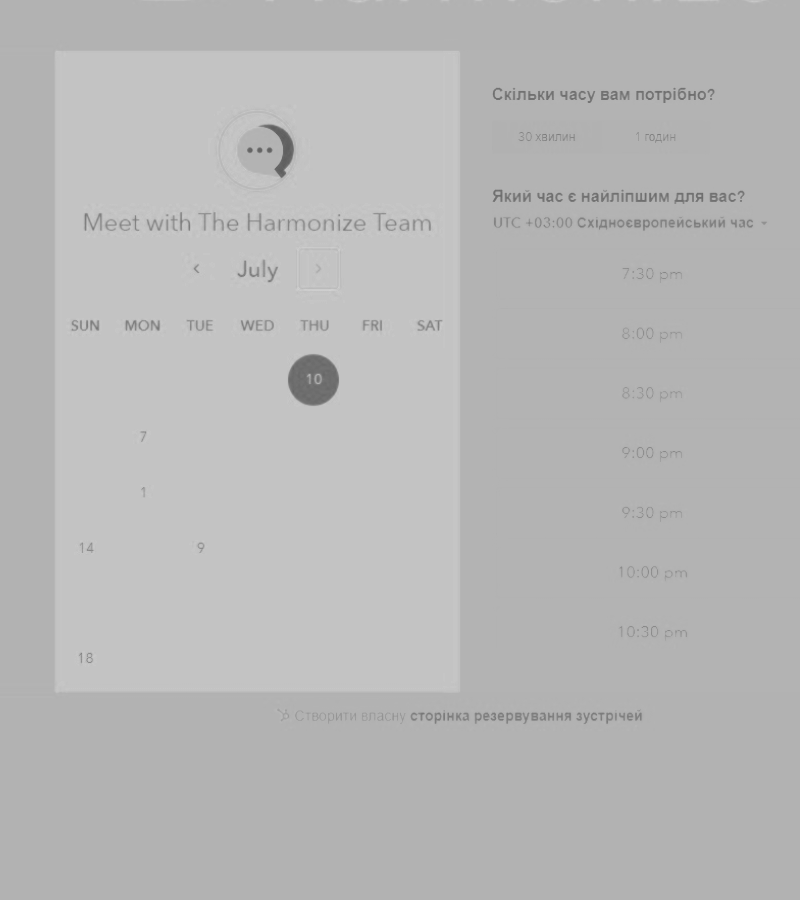 Meet with The Harmonize Team
July
SUN MON TUE WED THU FRI SAT
10
7
1
14 9
18
Скільки часу вам потрібно?
30 хвилин 1 годин
Який час є найліпшим для вас?
UTC +03:00 Східноєвропейський час
7:30 pm
8:00 pm
8:30 pm
9:00 pm
9:30 pm
10:00 pm
10:30 pm
Створити власну сторінка резервування зустрічей